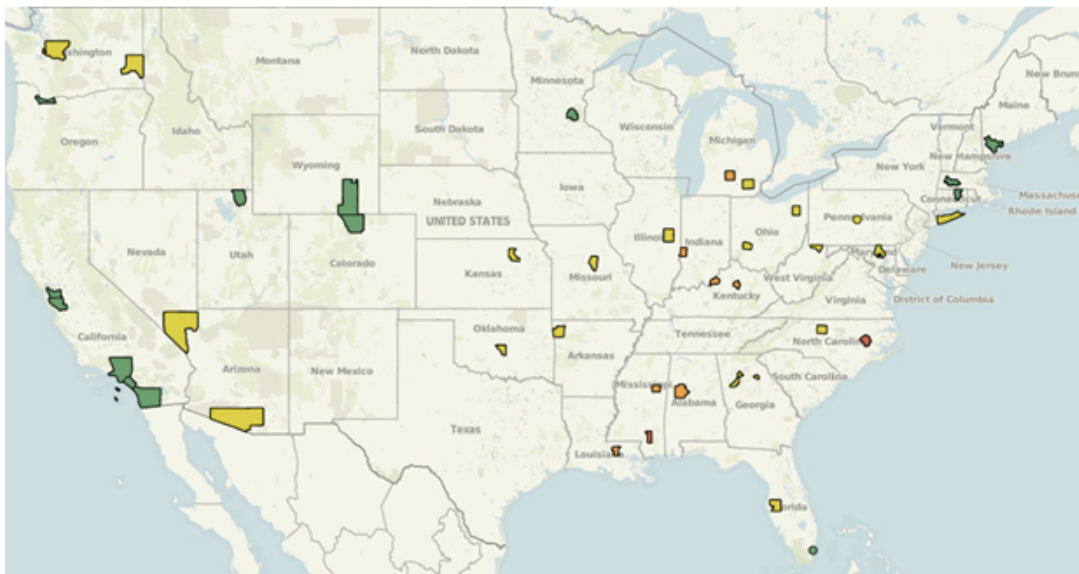 Washington
Montana
North Dakota
Minnesota
Maine
New Brun
Oregon
Idaho
Wyoming
South Dakota
Wisconsin
Michigan
Vermont
New Hampshire
New York
Massachus
Connecticut
Rhode Island
Nebraska
UNITED STATES
Iowa
Nevada
Utah
Colorado
Kansas
Missouri
Illinois
Indiana
Ohio
Pennsylvania
Maryland
New Jersey
Delaware
West Virginia
Virginia
District of Columbia
Kentucky
California
Arizona
New Mexico
Oklahoma
Arkansas
Tennessee
North Carolina
South Carolina
Mississippi
Alabama
Georgia
Texas
Louisiana
Florida